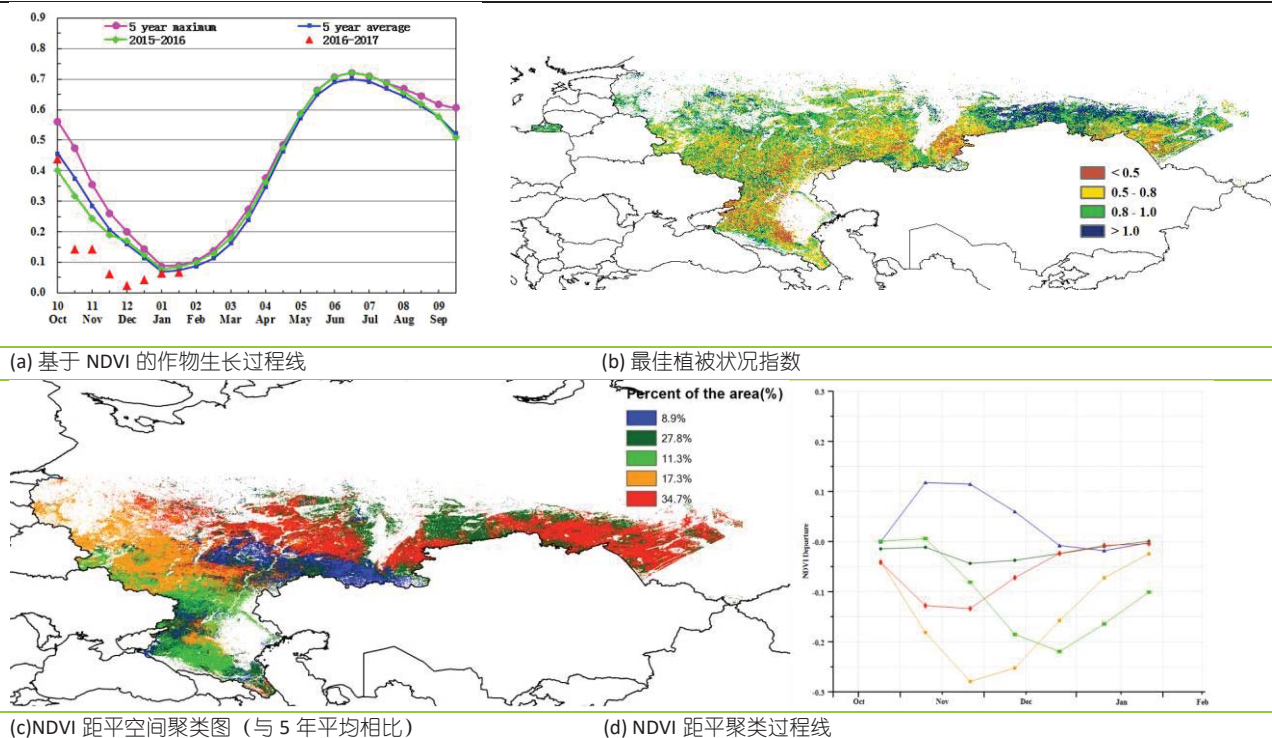 5 year maximum
5 year average
2015-2016
2016-2017
0.9
0.8
0.7
0.6
0.5
0.4
0.3
0.2
0.1
0.0
10 11 12 01 02 03 04 05 06 07 08 09
Oct Nov Dec Jan Feb Mar Apr May Jun Jul Aug Sep
< 0.5
0.5 - 0.8
0.8 - 1.0
> 1.0
(a) 基于 NDVI 的作物生长过程线
(b) 最佳植被状况指数
Percent of the area(%)
8.9%
27.8%
11.3%
17.3%
34.7%
0.3
0.2
0.1
-0.0
-0.1
-0.2
-0.3
NDVI Departure
Oct Nov Dec Jan Feb
(c)NDVI 距平空间聚类图（与 5 年平均相比）
(d) NDVI 距平聚类过程线